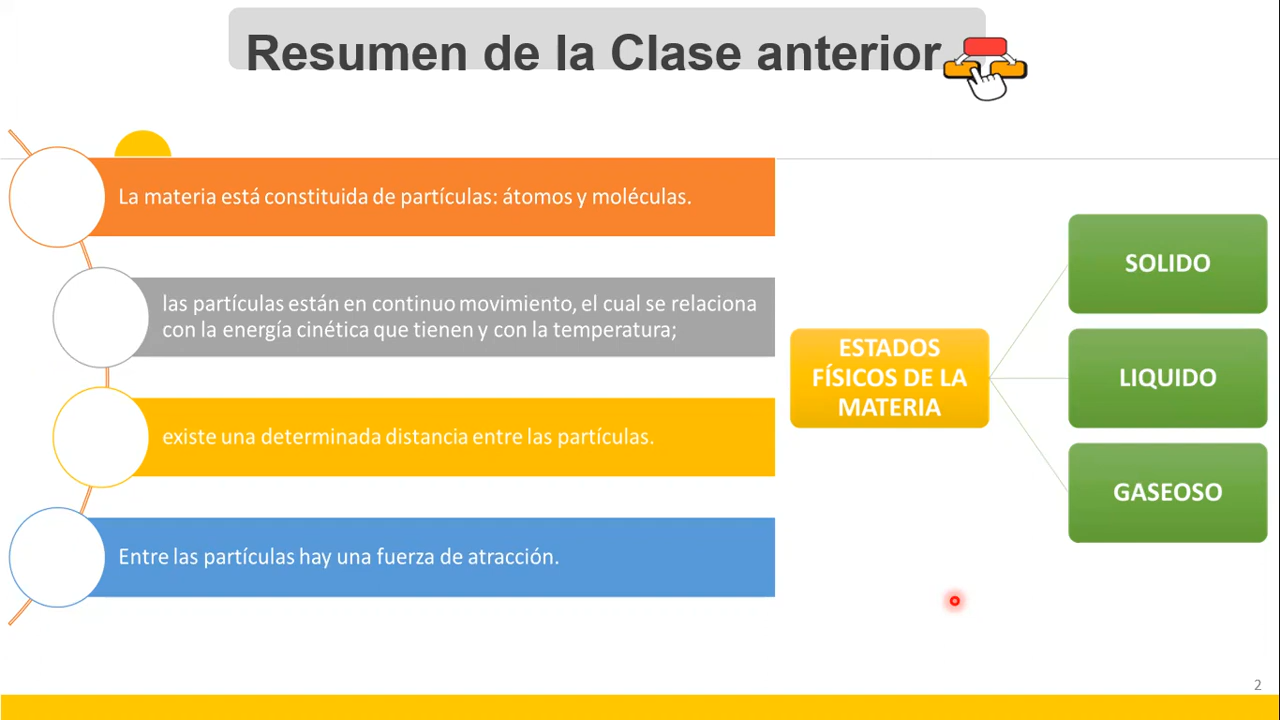 Resumen de la Clase anterior
La materia está constituida de partículas: átomos y moléculas.
las partículas están en continuo movimiento, el cual se relaciona
con la energía cinética que tienen y con la temperatura;
existe una determinada distancia entre las partículas.
Entre las partículas hay una fuerza de atracción.
ESTADOS
FÍSICOS DE LA
MATERIA
SOLIDO
LIQUIDO
GASEOSO
2